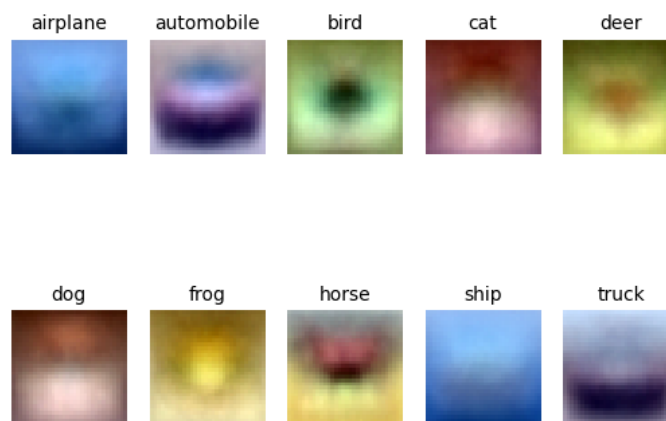 airplane automobile bird cat deer
dog frog horse ship truck